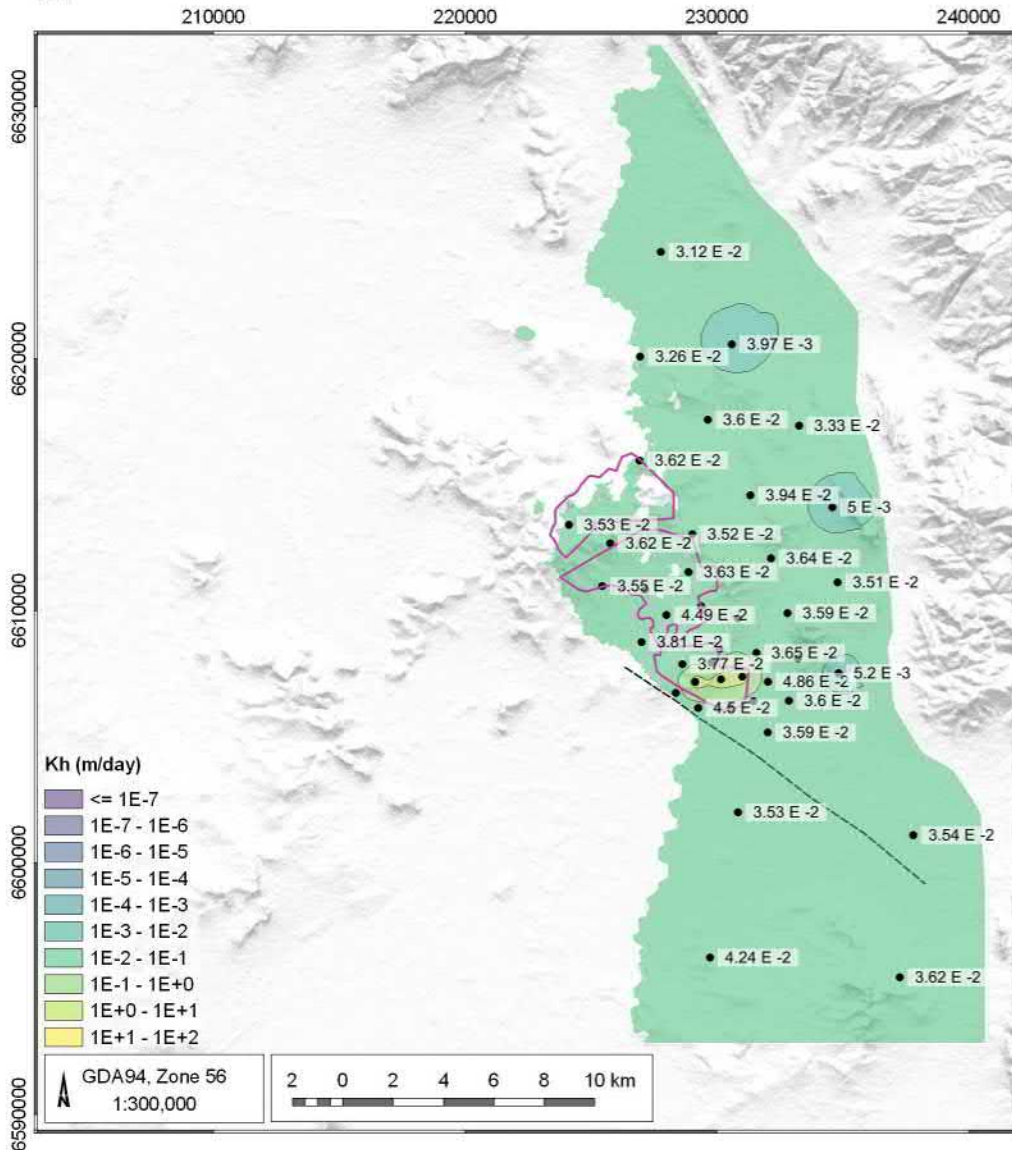 210000
220000
230000
240000
6630000
6620000
6610000
6600000
6590000
3.12 E -2
3.97 E -3
3.26 E -2
3.6 E -2
3.33 E -2
3.62 E -2
3.94 E -2
5 E -3
3.53 E -2
3.52 E -2
3.62 E -2
3.64 E -2
3.63 E -2
3.51 E -2
3.55 E -2
4.49 E -2
3.59 E -2
3.81 E -2
3.65 E -2
3.77 E -2
5.2 E -3
4.86 E -2
4.5 E -2
3.6 E -2
3.59 E -2
3.53 E -2
3.54 E -2
4.24 E -2
3.62 E -2
Kh (m/day)
<= 1E-7
1E-7 - 1E-6
1E-6 - 1E-5
1E-5 - 1E-4
1E-4 - 1E-3
1E-3 - 1E-2
1E-2 - 1E-1
1E-1 - 1E+0
1E+0 - 1E+1
1E+1 - 1E+2
N
GDA94, Zone 56
1:300,000
2 0 2 4 6 8 10 km